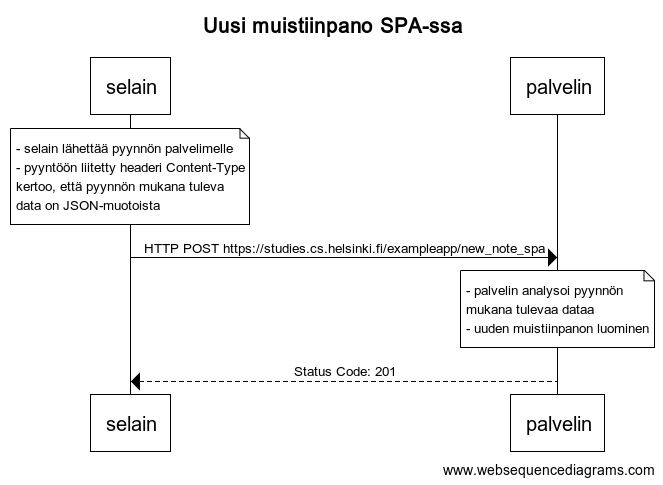 Uusi muistiinpano SPA-ssa
selain
palvelin
- selain lähettää pyynnön palvelimelle
- pyyntöön liitetty headeri Content-Type
kertoo, että pyynnön mukana tuleva
data on JSON-muotoista
HTTP POST https://studies.cs.helsinki.fi/exampleapp/new_note_spa
- palvelin analysoi pyynnön
mukana tulevaa dataa
- uuden muistiinpanon luominen
Status Code: 201
selain
palvelin
www.websequencediagrams.com